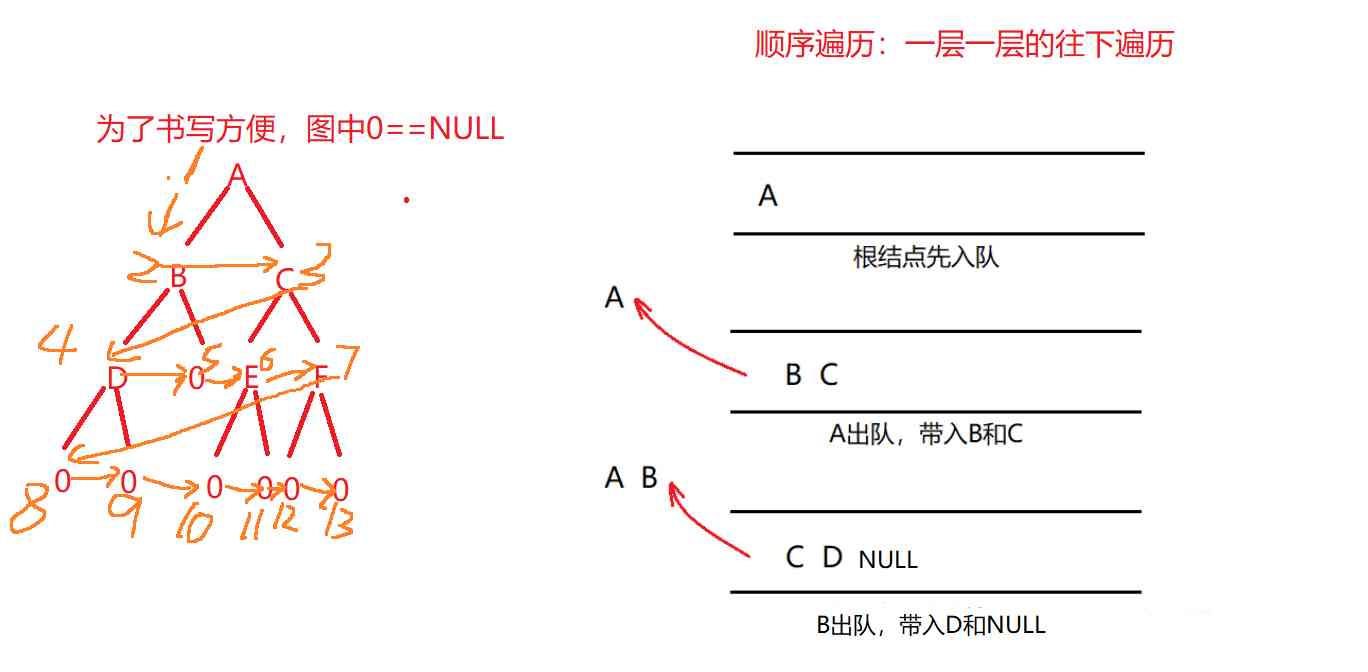 顺序遍历：一层一层的往下遍历
为了书写方便，图中0==NULL
1
A
2 B C 3
4 D 0 5 E 6 F 7
0 0 0 0 0 0
8 9 10 11 12 13
A
根结点先入队
A
B C
A出队，带入B和C
A B
C D NULL
B出队，带入D和NULL